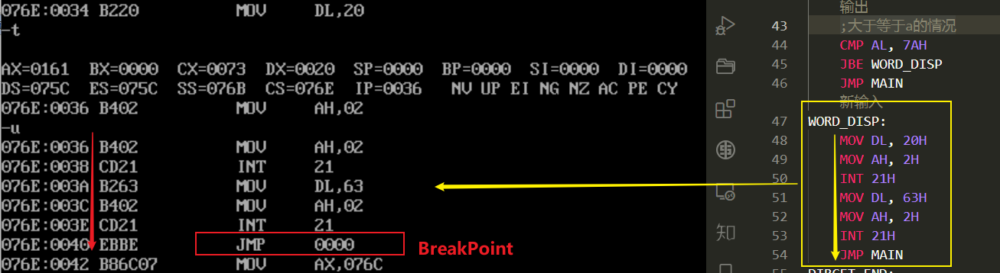 076E:0034 B220 MOV DL,20
-t
AX=0161 BX=0000 CX=0073 DX=0020 SP=0000 BP=0000 SI=0000 DI=0000
DS=075C ES=075C SS=076B CS=076E IP=0036 NV UP EI NG NZ AC PE CY
076E:0036 B402 MOV AH,02
-u
076E:0036 B402 MOV AH,02
076E:0038 CD21 INT 21
076E:003A B263 MOV DL,63
076E:003C B402 MOV AH,02
076E:003E CD21 INT 21
076E:0040 EBBE JMP 0000
076E:0042 B86C07 MOV AX,076C
BreakPoint
知
输出
43 ;大于等于a的情况
44 CMP AL, 7AH
45 JBE WORD_DISP
46 JMP MAIN
新输入
47 WORD_DISP:
48 MOV DL, 20H
49 MOV AH, 2H
50 INT 21H
51 MOV DL, 63H
52 MOV AH, 2H
53 INT 21H
54 JMP MAIN